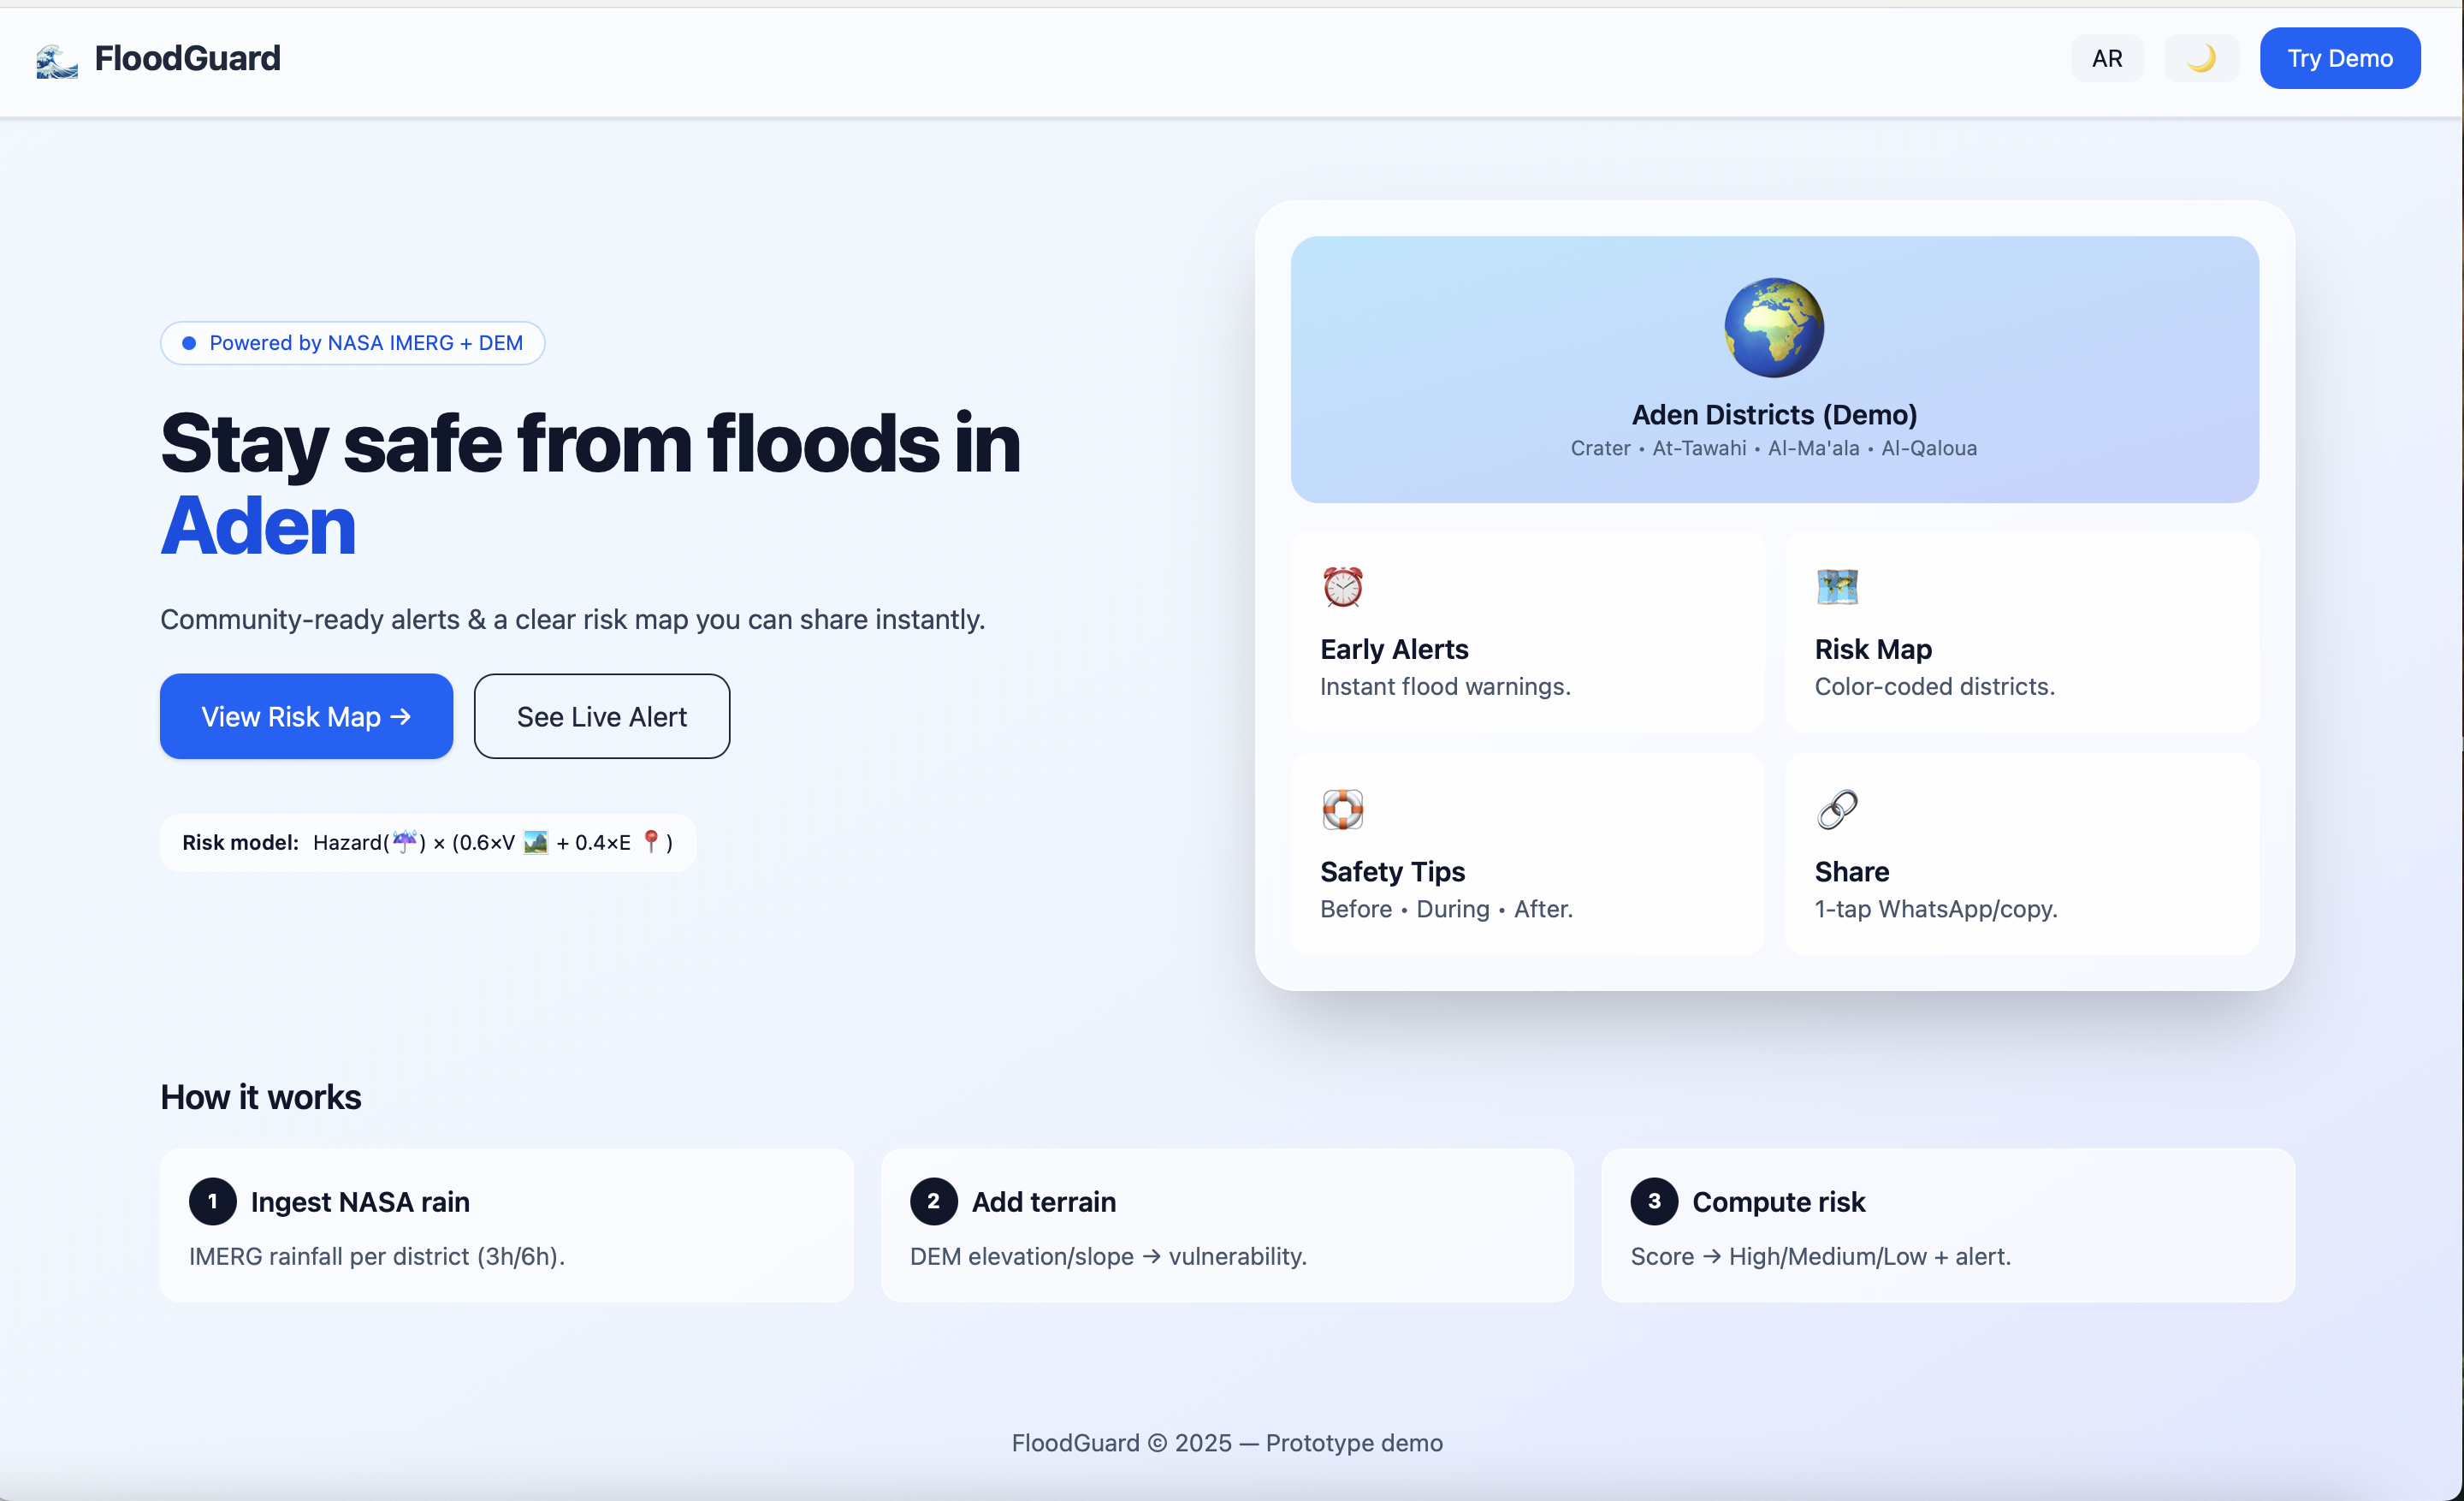 FloodGuard
AR
Try Demo
Powered by NASA IMERG + DEM
Stay safe from floods in
Aden
Community-ready alerts & a clear risk map you can share instantly.
View Risk Map →
See Live Alert
Risk model: Hazard(☔) × (0.6×V 🏞️ + 0.4×E 📍)
Aden Districts (Demo)
Crater • At-Tawahi • Al-Ma'ala • Al-Qaloua
Early Alerts
Instant flood warnings.
Risk Map
Color-coded districts.
Safety Tips
Before • During • After.
Share
1-tap WhatsApp/copy.
How it works
1 Ingest NASA rain
IMERG rainfall per district (3h/6h).
2 Add terrain
DEM elevation/slope → vulnerability.
3 Compute risk
Score → High/Medium/Low + alert.
FloodGuard © 2025 — Prototype demo